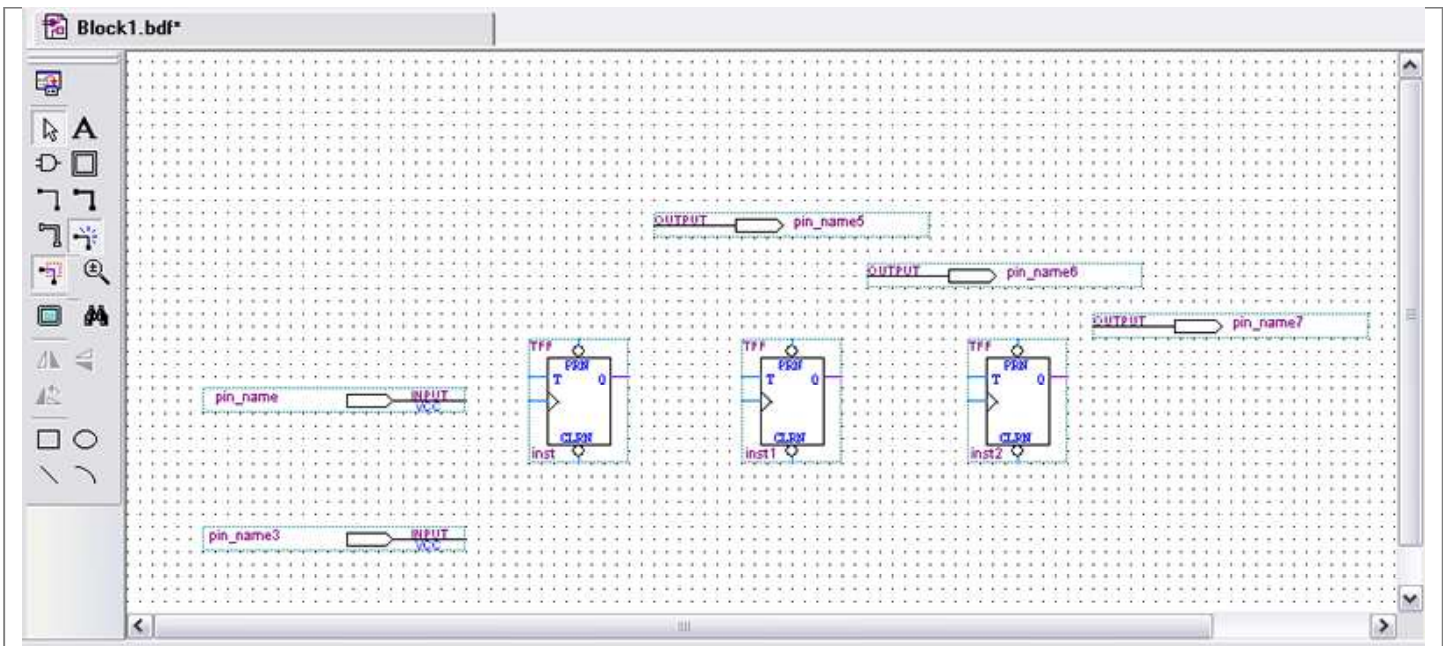 Block1.bdf*
A
OUTPUT pin_name5
OUTPUT pin_name6
OUTPUT pin_name7
TFF TFF TFF
PRN PRN PRN
T Q T Q T Q
pin_name INPUT
VCC
CLRN CLRN CLRN
inst inst1 inst2
pin_name3 INPUT
VCC